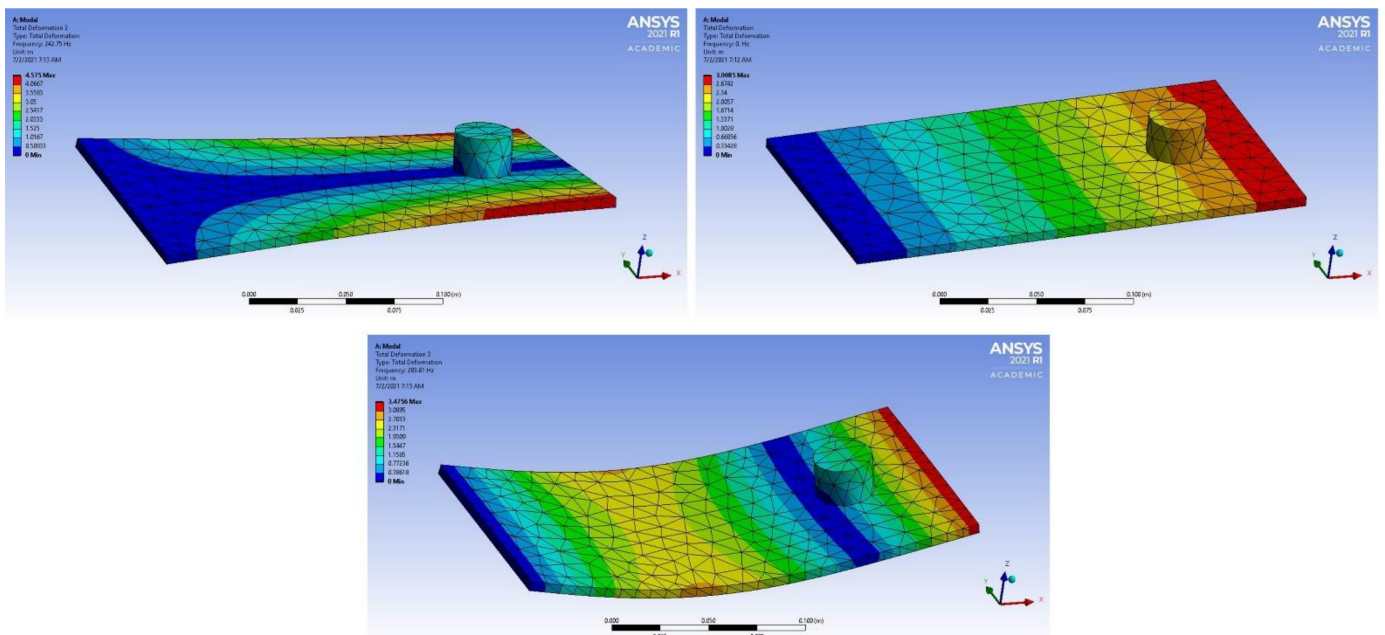 A: Modal
Total Deformation 2
Type: Total Deformation
Frequency: 242.75 Hz
Unit: m
7/2/2021 7:13 AM
4.575 Max
4.0667
3.5583
3.05
2.5417
2.0333
1.525
1.0167
0.50833
0 Min
ANSYS
2021 R1
ACADEMIC
Z
Y
X
0.000
0.050
0.100 (m)
0.025
0.075
A: Modal
Total Deformation
Type: Total Deformation
Frequency: 0. Hz
Unit: m
7/2/2021 7:12 AM
3.0085 Max
2.6742
2.34
2.0057
1.6714
1.3371
1.0028
0.66856
0.33428
0 Min
ANSYS
2021 R1
ACADEMIC
Z
Y
X
0.000
0.050
0.100 (m)
0.025
0.075
A: Modal
Total Deformation 3
Type: Total Deformation
Unit: m
7/2/2021 7:13 AM
3.4756 Max
3.0895
2.7033
2.3171
1.9309
1.5447
1.1585
0.77236
0.38618
0 Min
ANSYS
2021 R1
ACADEMIC
Z
Y
X
0.000
0.050
0.100 (m)